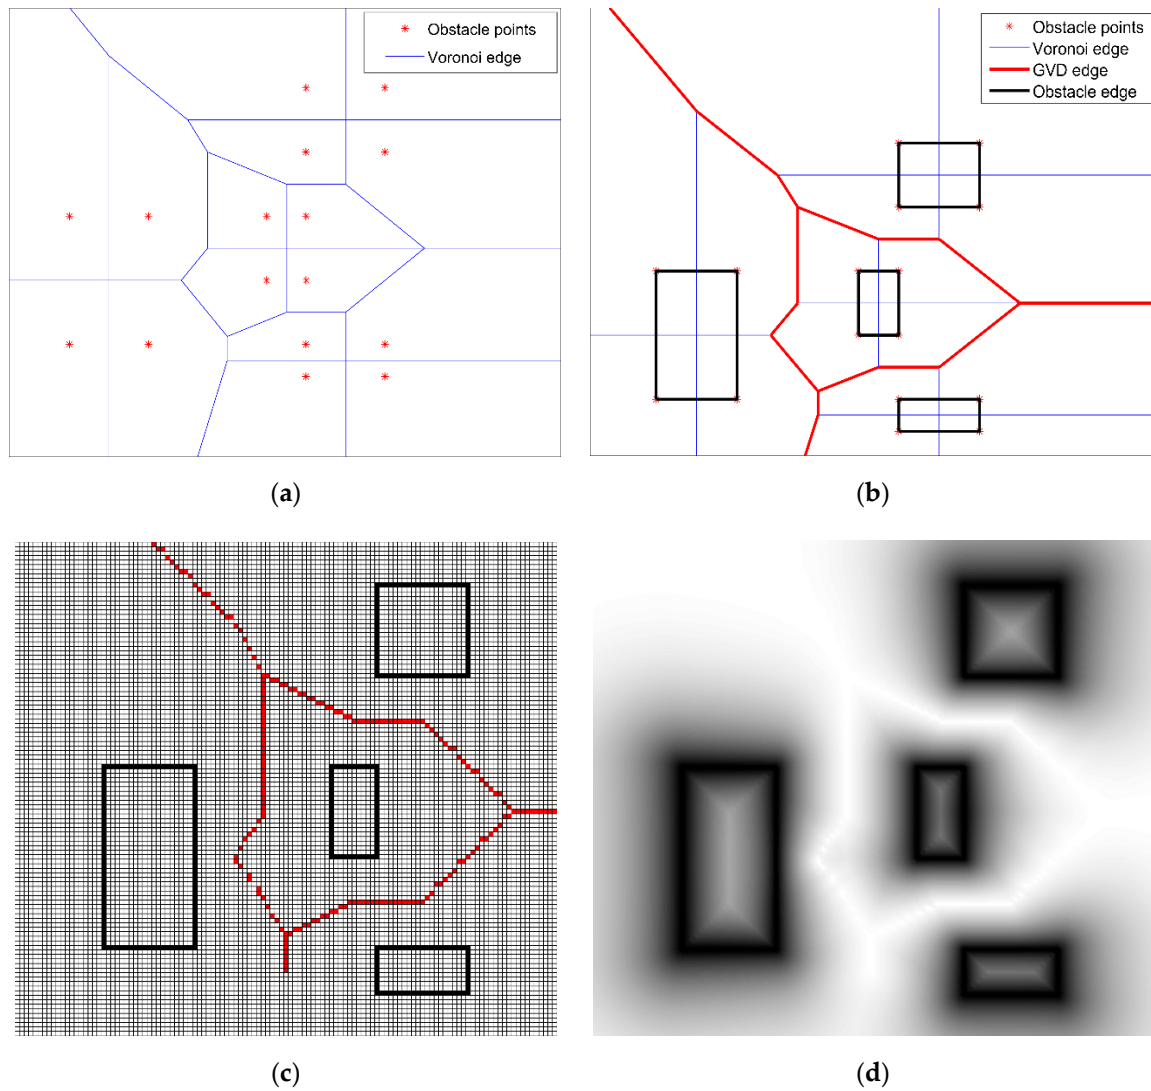 Obstacle points
Voronoi edge
Obstacle points
Voronoi edge
GVD edge
Obstacle edge
(a)
(b)
(c)
(d)